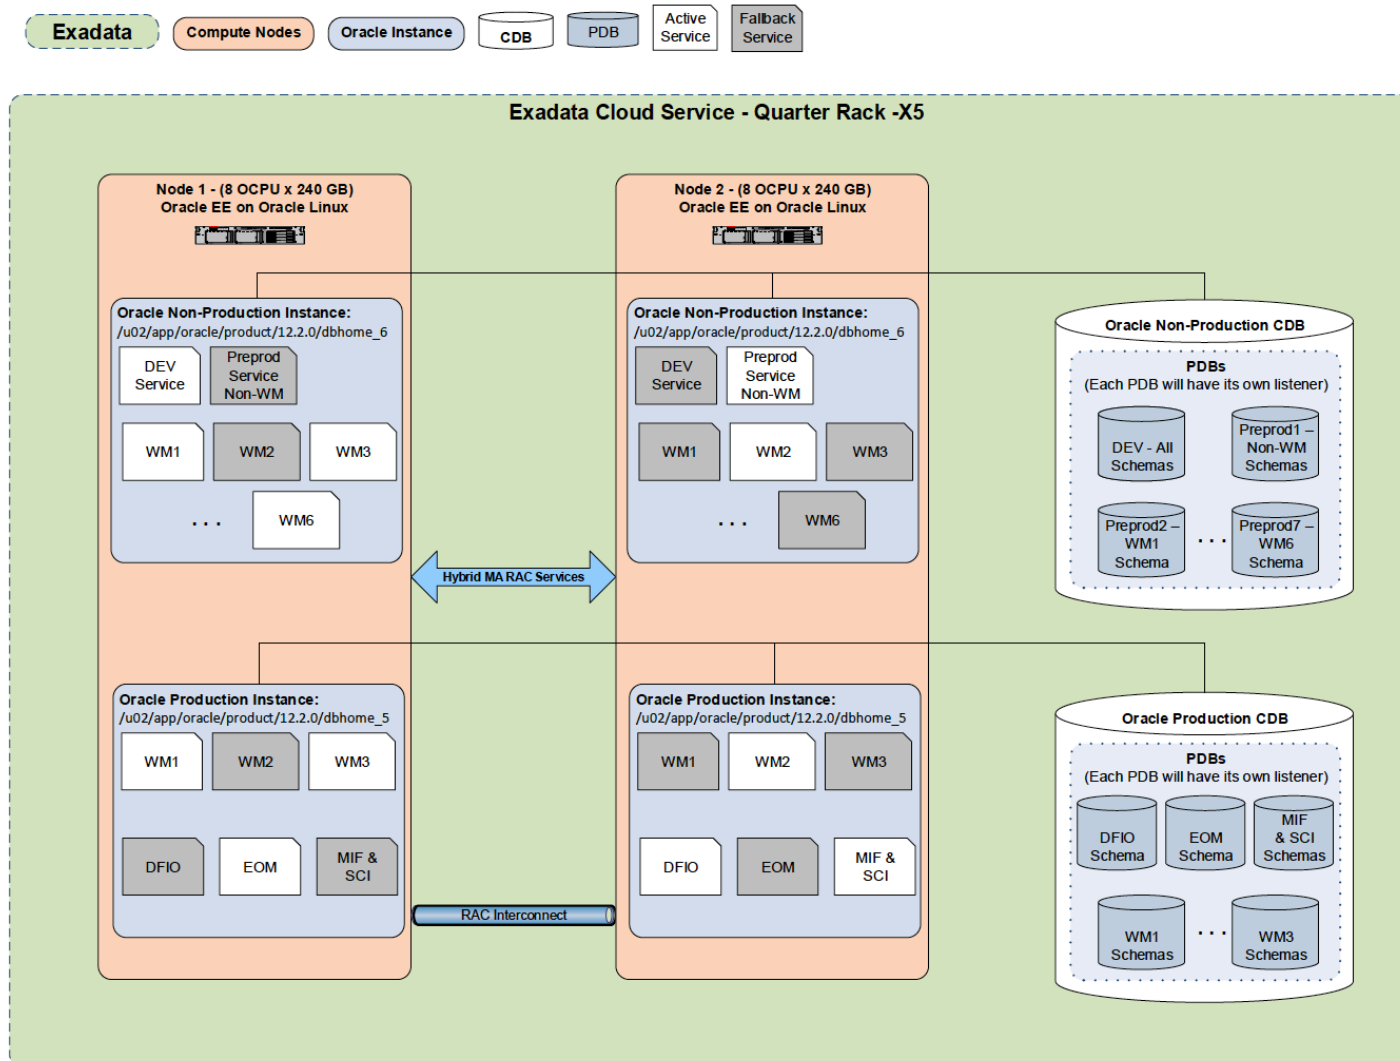 Exadata
Compute Nodes
Oracle Instance
CDB
PDB
Active
Service
Fallback
Service
Exadata Cloud Service - Quarter Rack -X5
Node 1 - (8 OCPU x 240 GB)
Oracle EE on Oracle Linux
Node 2 - (8 OCPU x 240 GB)
Oracle EE on Oracle Linux
Oracle Non-Production Instance:
/u02/app/oracle/product/12.2.0/dbhome_6
DEV
Service
Preprod
Service
Non-WM
WM1
WM2
WM3
. . .
WM6
Oracle Non-Production Instance:
/u02/app/oracle/product/12.2.0/dbhome_6
DEV
Service
Preprod
Service
Non-WM
WM1
WM2
WM3
. . .
WM6
Oracle Non-Production CDB
PDBs
(Each PDB will have its own listener)
DEV - All
Schemas
Preprod1 –
Non-WM
Schemas
Preprod2 –
WM1
Schema
. . .
Preprod7 –
WM6
Schema
Hybrid MA RAC Services
Oracle Production Instance:
/u02/app/oracle/product/12.2.0/dbhome_5
WM1
WM2
WM3
DFIO
EOM
MIF &
SCI
Oracle Production Instance:
/u02/app/oracle/product/12.2.0/dbhome_5
WM1
WM2
WM3
DFIO
EOM
MIF &
SCI
RAC Interconnect
Oracle Production CDB
PDBs
(Each PDB will have its own listener)
DFIO
Schema
EOM
Schema
MIF
& SCI
Schemas
WM1
Schemas
. . .
WM3
Schemas